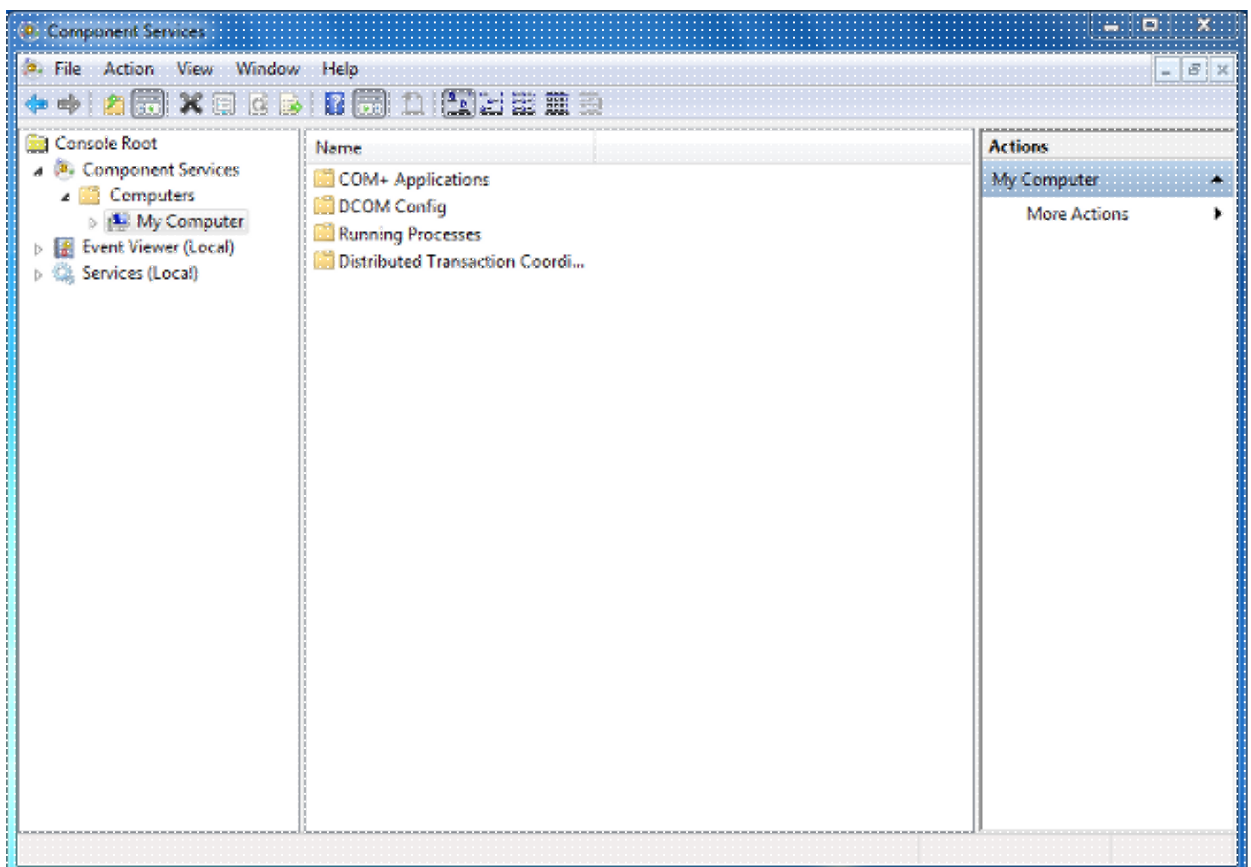 Component Services
File Action View Window Help
Console Root
Component Services
Computers
My Computer
Event Viewer (Local)
Services (Local)
Name
COM+ Applications
DCOM Config
Running Processes
Distributed Transaction Coordi...
Actions
My Computer
More Actions